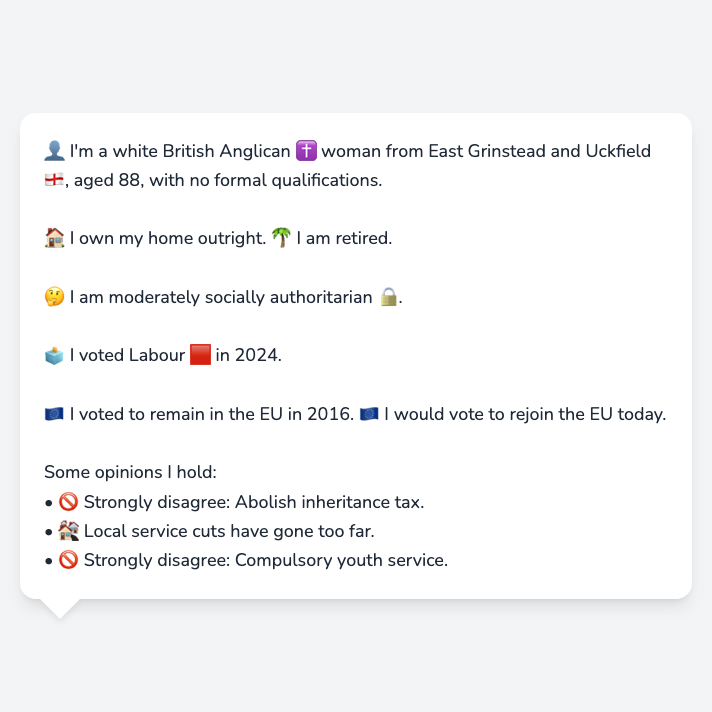 👤 I'm a white British Anglican ✝️ woman from East Grinstead and Uckfield
🏴󠁧󠁢󠁥󠁮󠁧󠁿, aged 88, with no formal qualifications.
🏠 I own my home outright. 🌴 I am retired.
🤔 I am moderately socially authoritarian 🔒.
🗳️ I voted Labour 🟥 in 2024.
🇪🇺 I voted to remain in the EU in 2016. 🇪🇺 I would vote to rejoin the EU today.
Some opinions I hold:
• 🚫 Strongly disagree: Abolish inheritance tax.
• 🏚️ Local service cuts have gone too far.
• 🚫 Strongly disagree: Compulsory youth service.